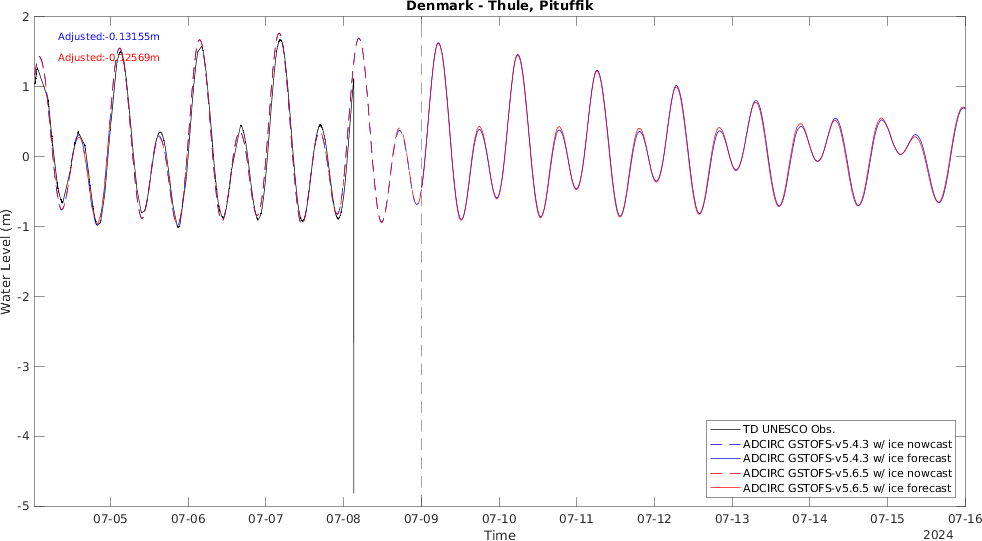 Denmark - Thule, Pituffik
Adjusted:-0.13155m
Adjusted:-0.12569m
Water Level (m)
2
1
0
-1
-2
-3
-4
-5
TD UNESCO Obs.
ADCIRC GSTOFS-v5.4.3 w/ ice nowcast
ADCIRC GSTOFS-v5.4.3 w/ ice forecast
ADCIRC GSTOFS-v5.6.5 w/ ice nowcast
ADCIRC GSTOFS-v5.6.5 w/ ice forecast
07-05 07-06 07-07 07-08 07-09 07-10 07-11 07-12 07-13 07-14 07-15 07-16
Time
2024